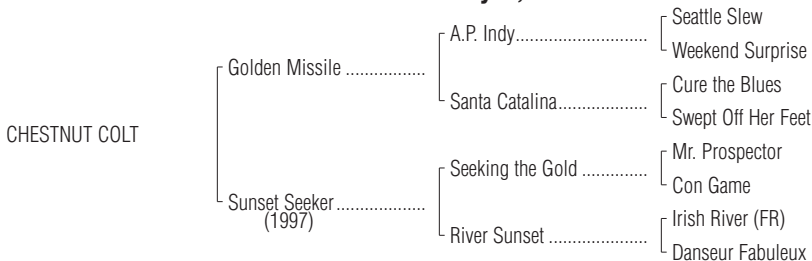 Seattle Slew
A.P. Indy..............................
Weekend Surprise
Golden Missile .................
Cure the Blues
Santa Catalina....................
Swept Off Her Feet
CHESTNUT COLT
Mr. Prospector
Seeking the Gold ..............
Con Game
Sunset Seeker...................
(1997)
Irish River (FR)
River Sunset .....................
Danseur Fabuleux